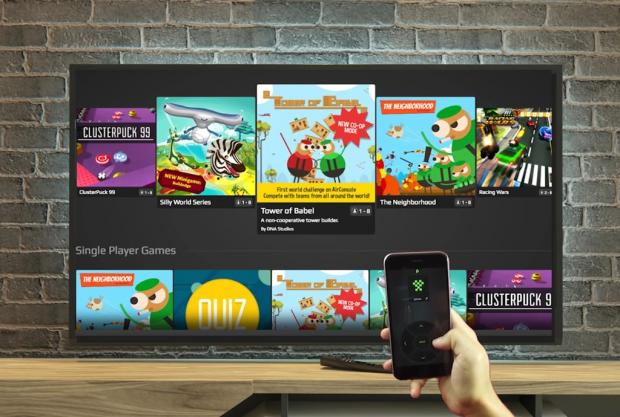 CLUSTERPUCK 99
ClusterPuck 99
1-8
NEW Minigame
Silly World Series
1-8
TOWER OF BABEL
NEW CO-OP
MODE
First world challenge on AirConsole
Compete with teams from all around the world!
Tower of Babel
1-8
A non-cooperative tower builder.
By DNA Studios
THE NEIGHBORHOOD
The Neighborhood
1-8
Racing Wars
Single Player Games
THE NEIGHBORHOOD
QUIZ
TOWER OF BABEL
NEW CO-OP
MODE
CLUSTERPUCK 9